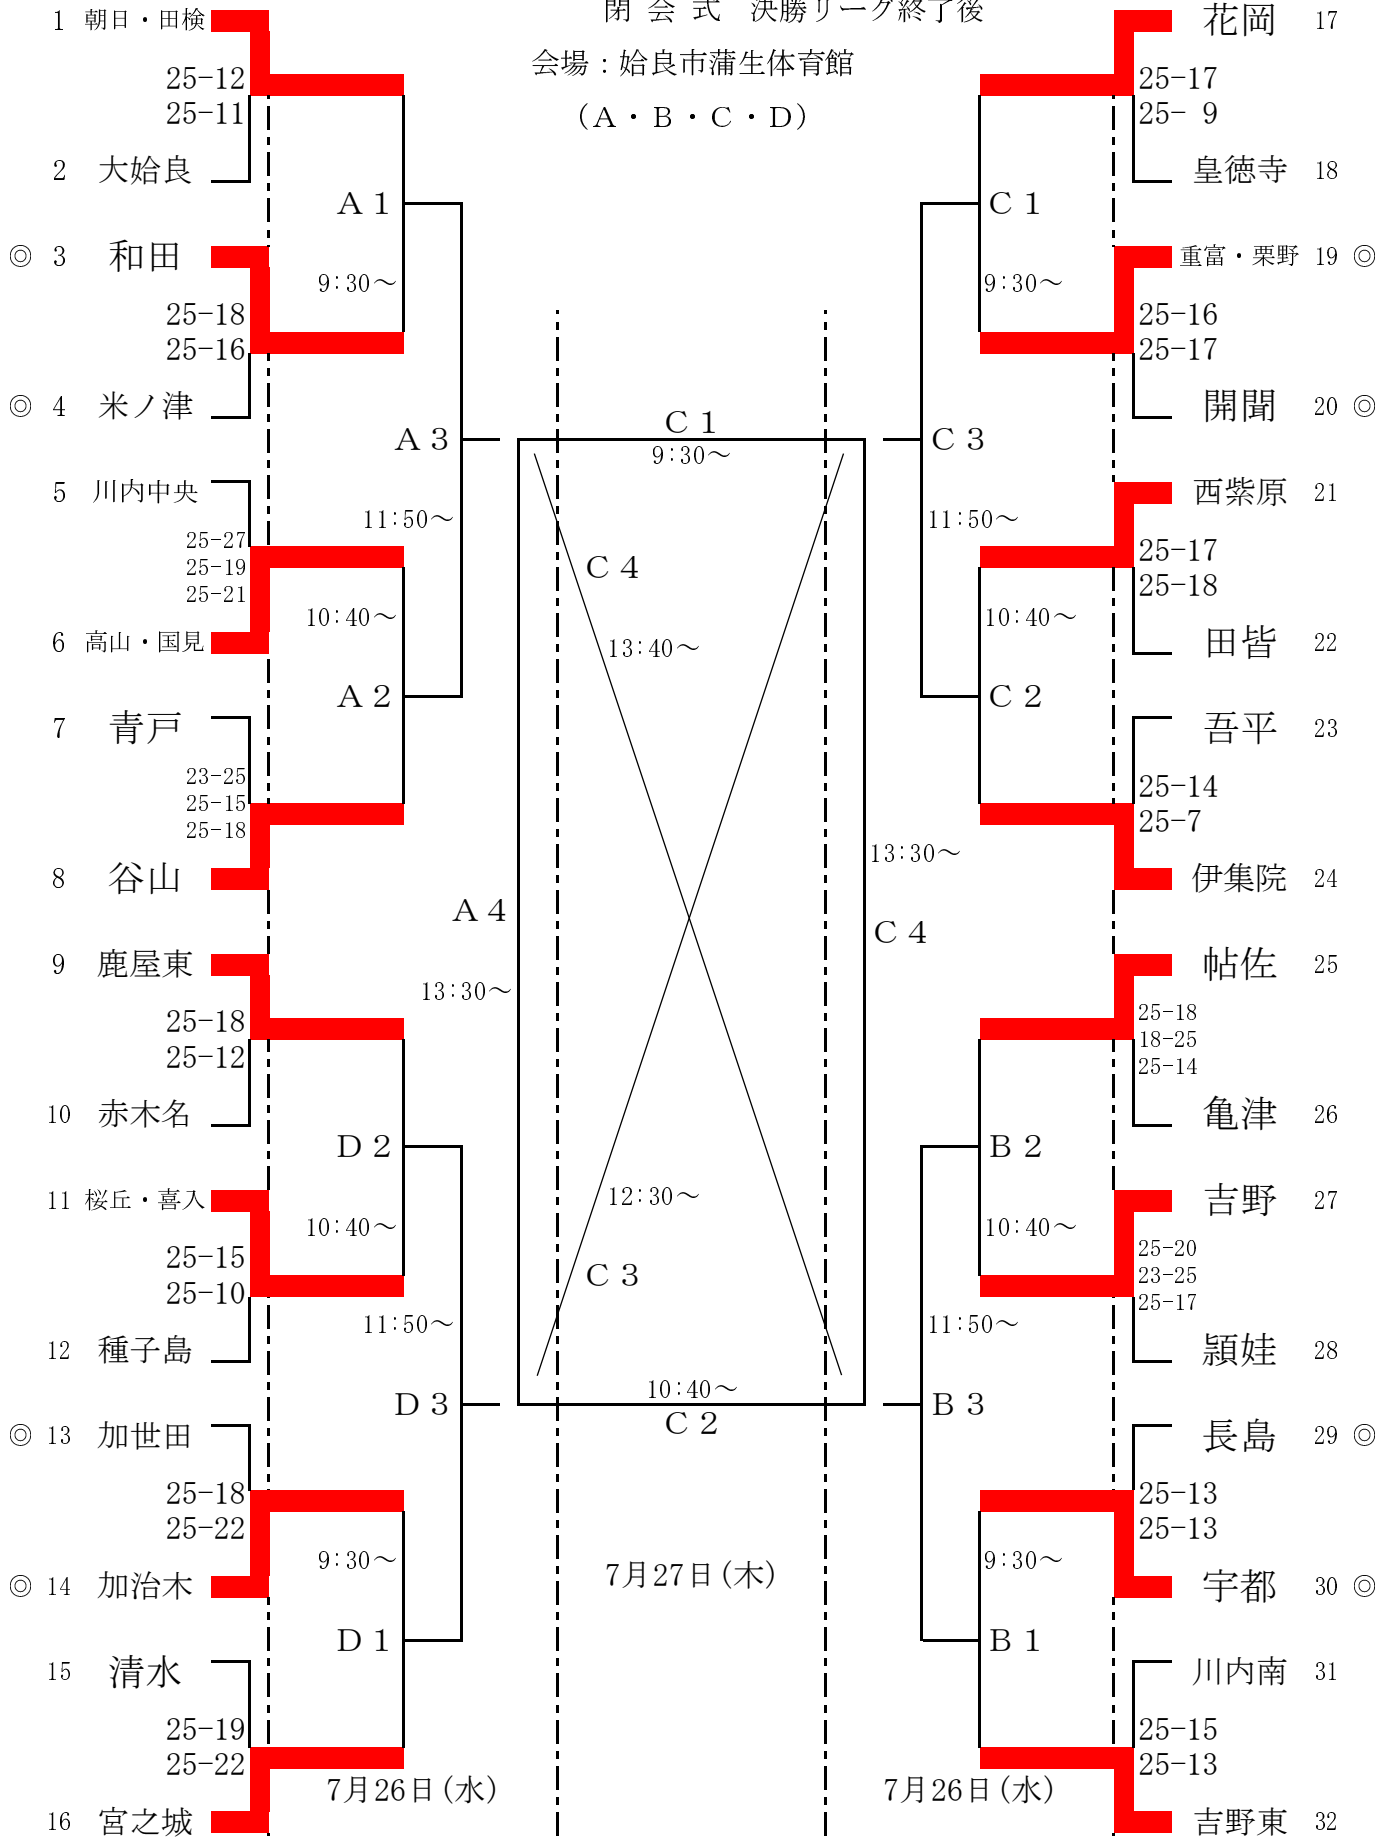 閉 会 式　決勝リーグ終了後
会場：姶良市蒲生体育館
（Ａ・Ｂ・Ｃ・Ｄ）
1 朝日・田検
25-12
25-11
2 大姶良
Ａ１
9:30～
◎ 3 和田
25-18
25-16
◎ 4 米ノ津
Ａ３
11:50～
5 川内中央
25-27
25-19
25-21
6 高山・国見
10:40～
Ａ２
7 青戸
23-25
25-15
25-18
8 谷山
9 鹿屋東
25-18
25-12
10 赤木名
Ｄ２
10:40～
11 桜丘・喜入
25-15
25-10
12 種子島
11:50～
Ｄ３
◎ 13 加世田
25-18
25-22
◎ 14 加治木
9:30～
Ｄ１
15 清水
25-19
25-22
16 宮之城
7月26日(水)
Ｃ１
9:30～
Ｃ４
13:40～
Ａ４
13:30～
13:30～
Ｃ４
12:30～
Ｃ３
10:40～
Ｃ２
7月27日(木)
花岡 17
25-17
25- 9
皇徳寺 18
Ｃ１
9:30～
重富・栗野 19 ◎
25-16
25-17
開聞 20 ◎
Ｃ３
11:50～
西紫原 21
25-17
25-18
田皆 22
10:40～
Ｃ２
吾平 23
25-14
25-7
伊集院 24
帖佐 25
25-18
18-25
25-14
亀津 26
Ｂ２
10:40～
吉野 27
25-20
23-25
25-17
頴娃 28
11:50～
Ｂ３
長島 29 ◎
25-13
25-13
宇都 30 ◎
9:30～
Ｂ１
川内南 31
25-15
25-13
吉野東 32
7月26日(水)